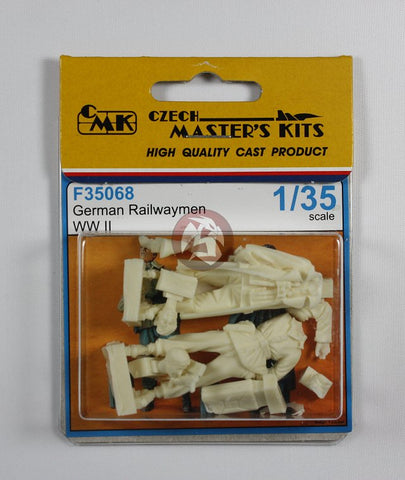 CMK
CZECH
MASTER'S KITS
HIGH QUALITY CAST PRODUCT
F35068
German Railwaymen
WW II
1/35
scale